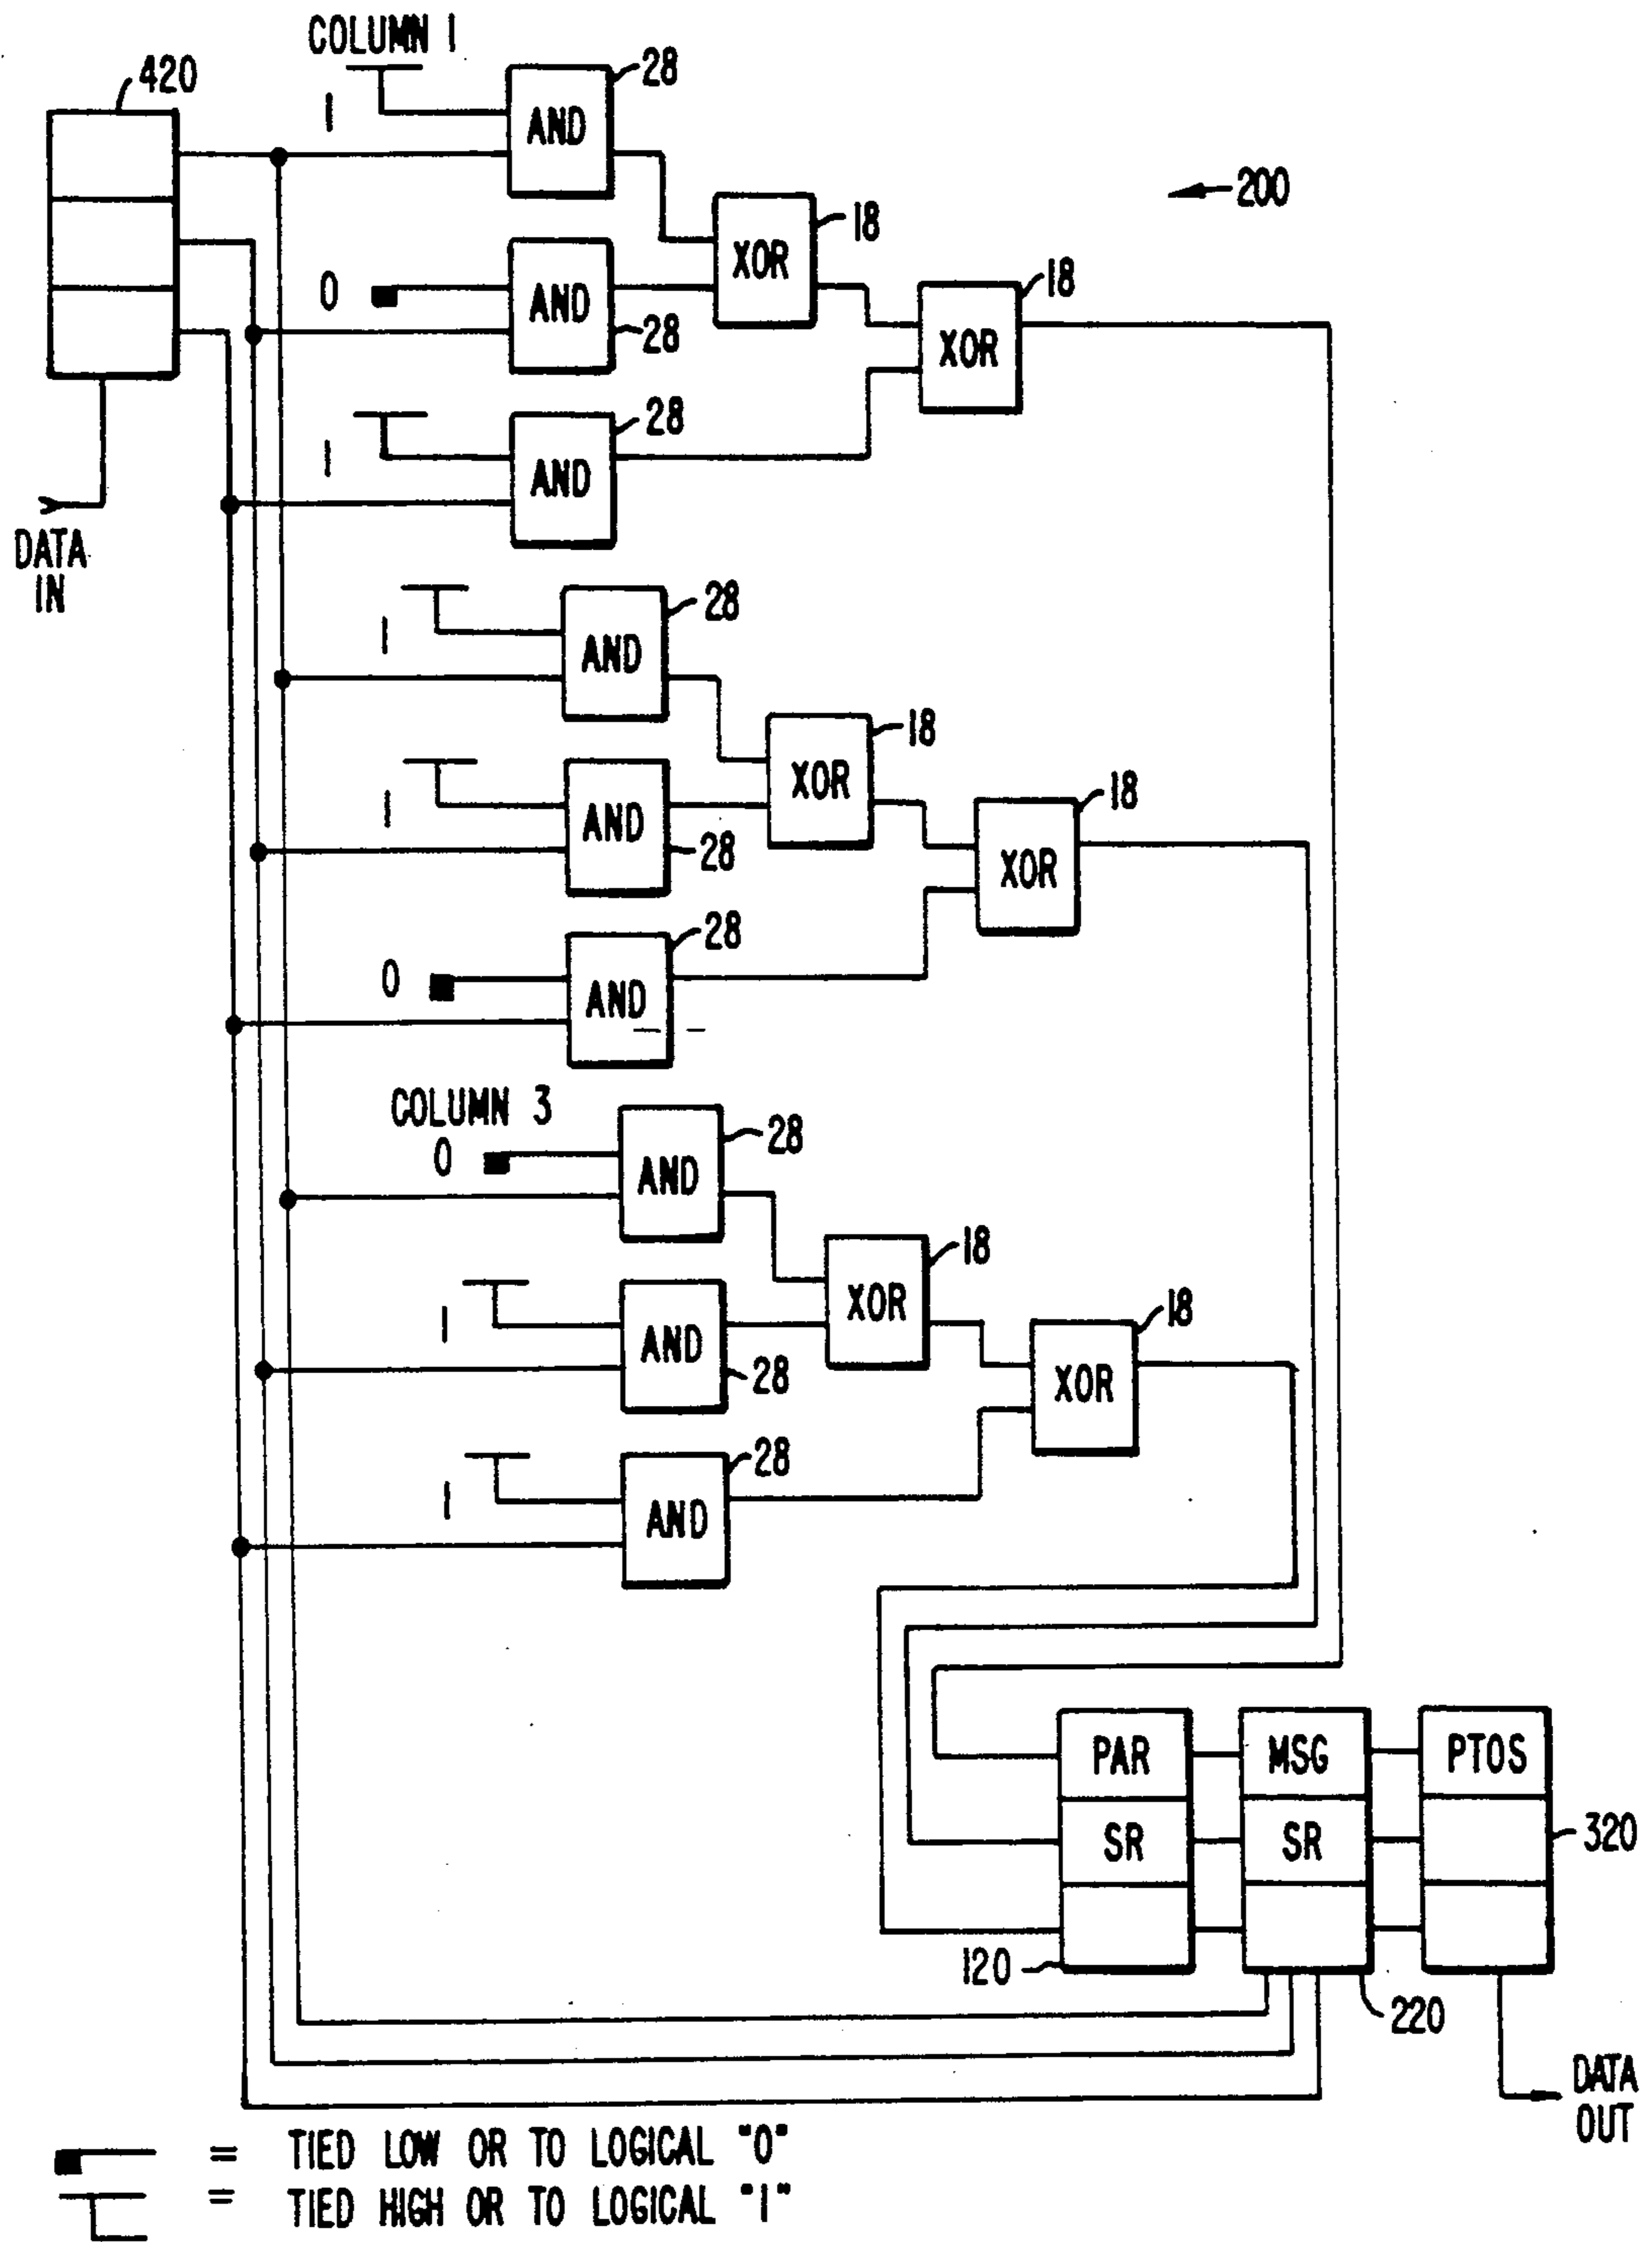 COLUMN 1
420
28
1
AND
200
18
XOR
18
0
AND
28
XOR
28
1
AND
DATA
IN
28
1
AND
18
XOR
18
1
AND
28
XOR
28
0
AND
COLUMN 3
28
0
AND
18
XOR
18
1
AND
28
XOR
28
1
AND
PAR MSG PTOS
SR SR 320
120
220
DATA
OUT
= TIED LOW OR TO LOGICAL "0"
= TIED HIGH OR TO LOGICAL "1"